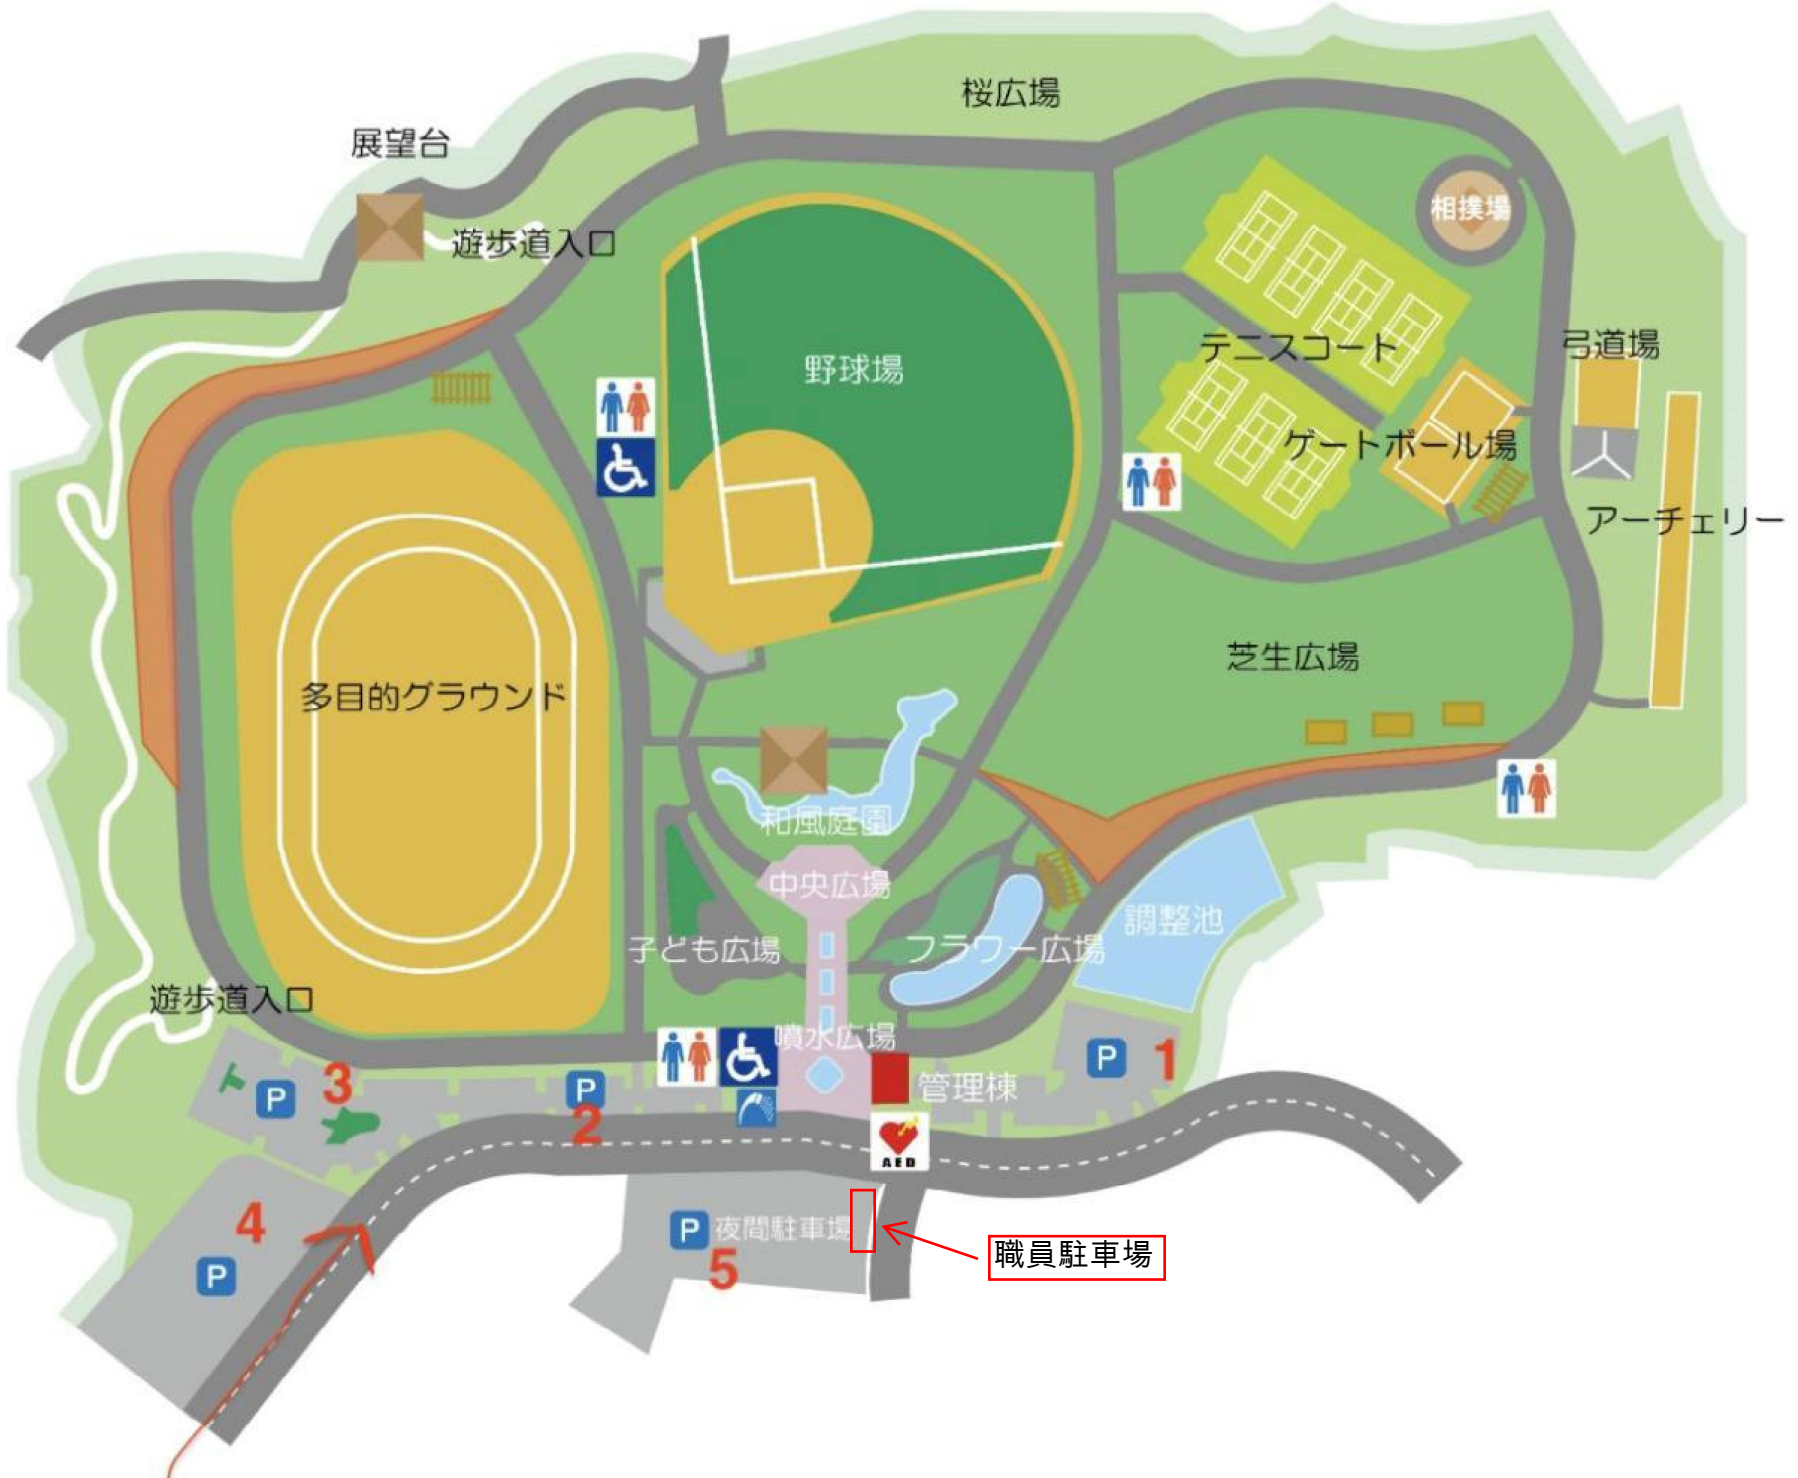 桜広場
展望台
相撲場
遊歩道入口
テニスコート
弓道場
野球場
ゲートボール場
アーチェリー
芝生広場
多目的グラウンド
和風庭園
中央広場
調整池
子ども広場
フラワー広場
遊歩道入口
噴水広場
P
1
P
3
P
2
管理棟
AED
4
P
P
夜間駐車場
5
職員駐車場